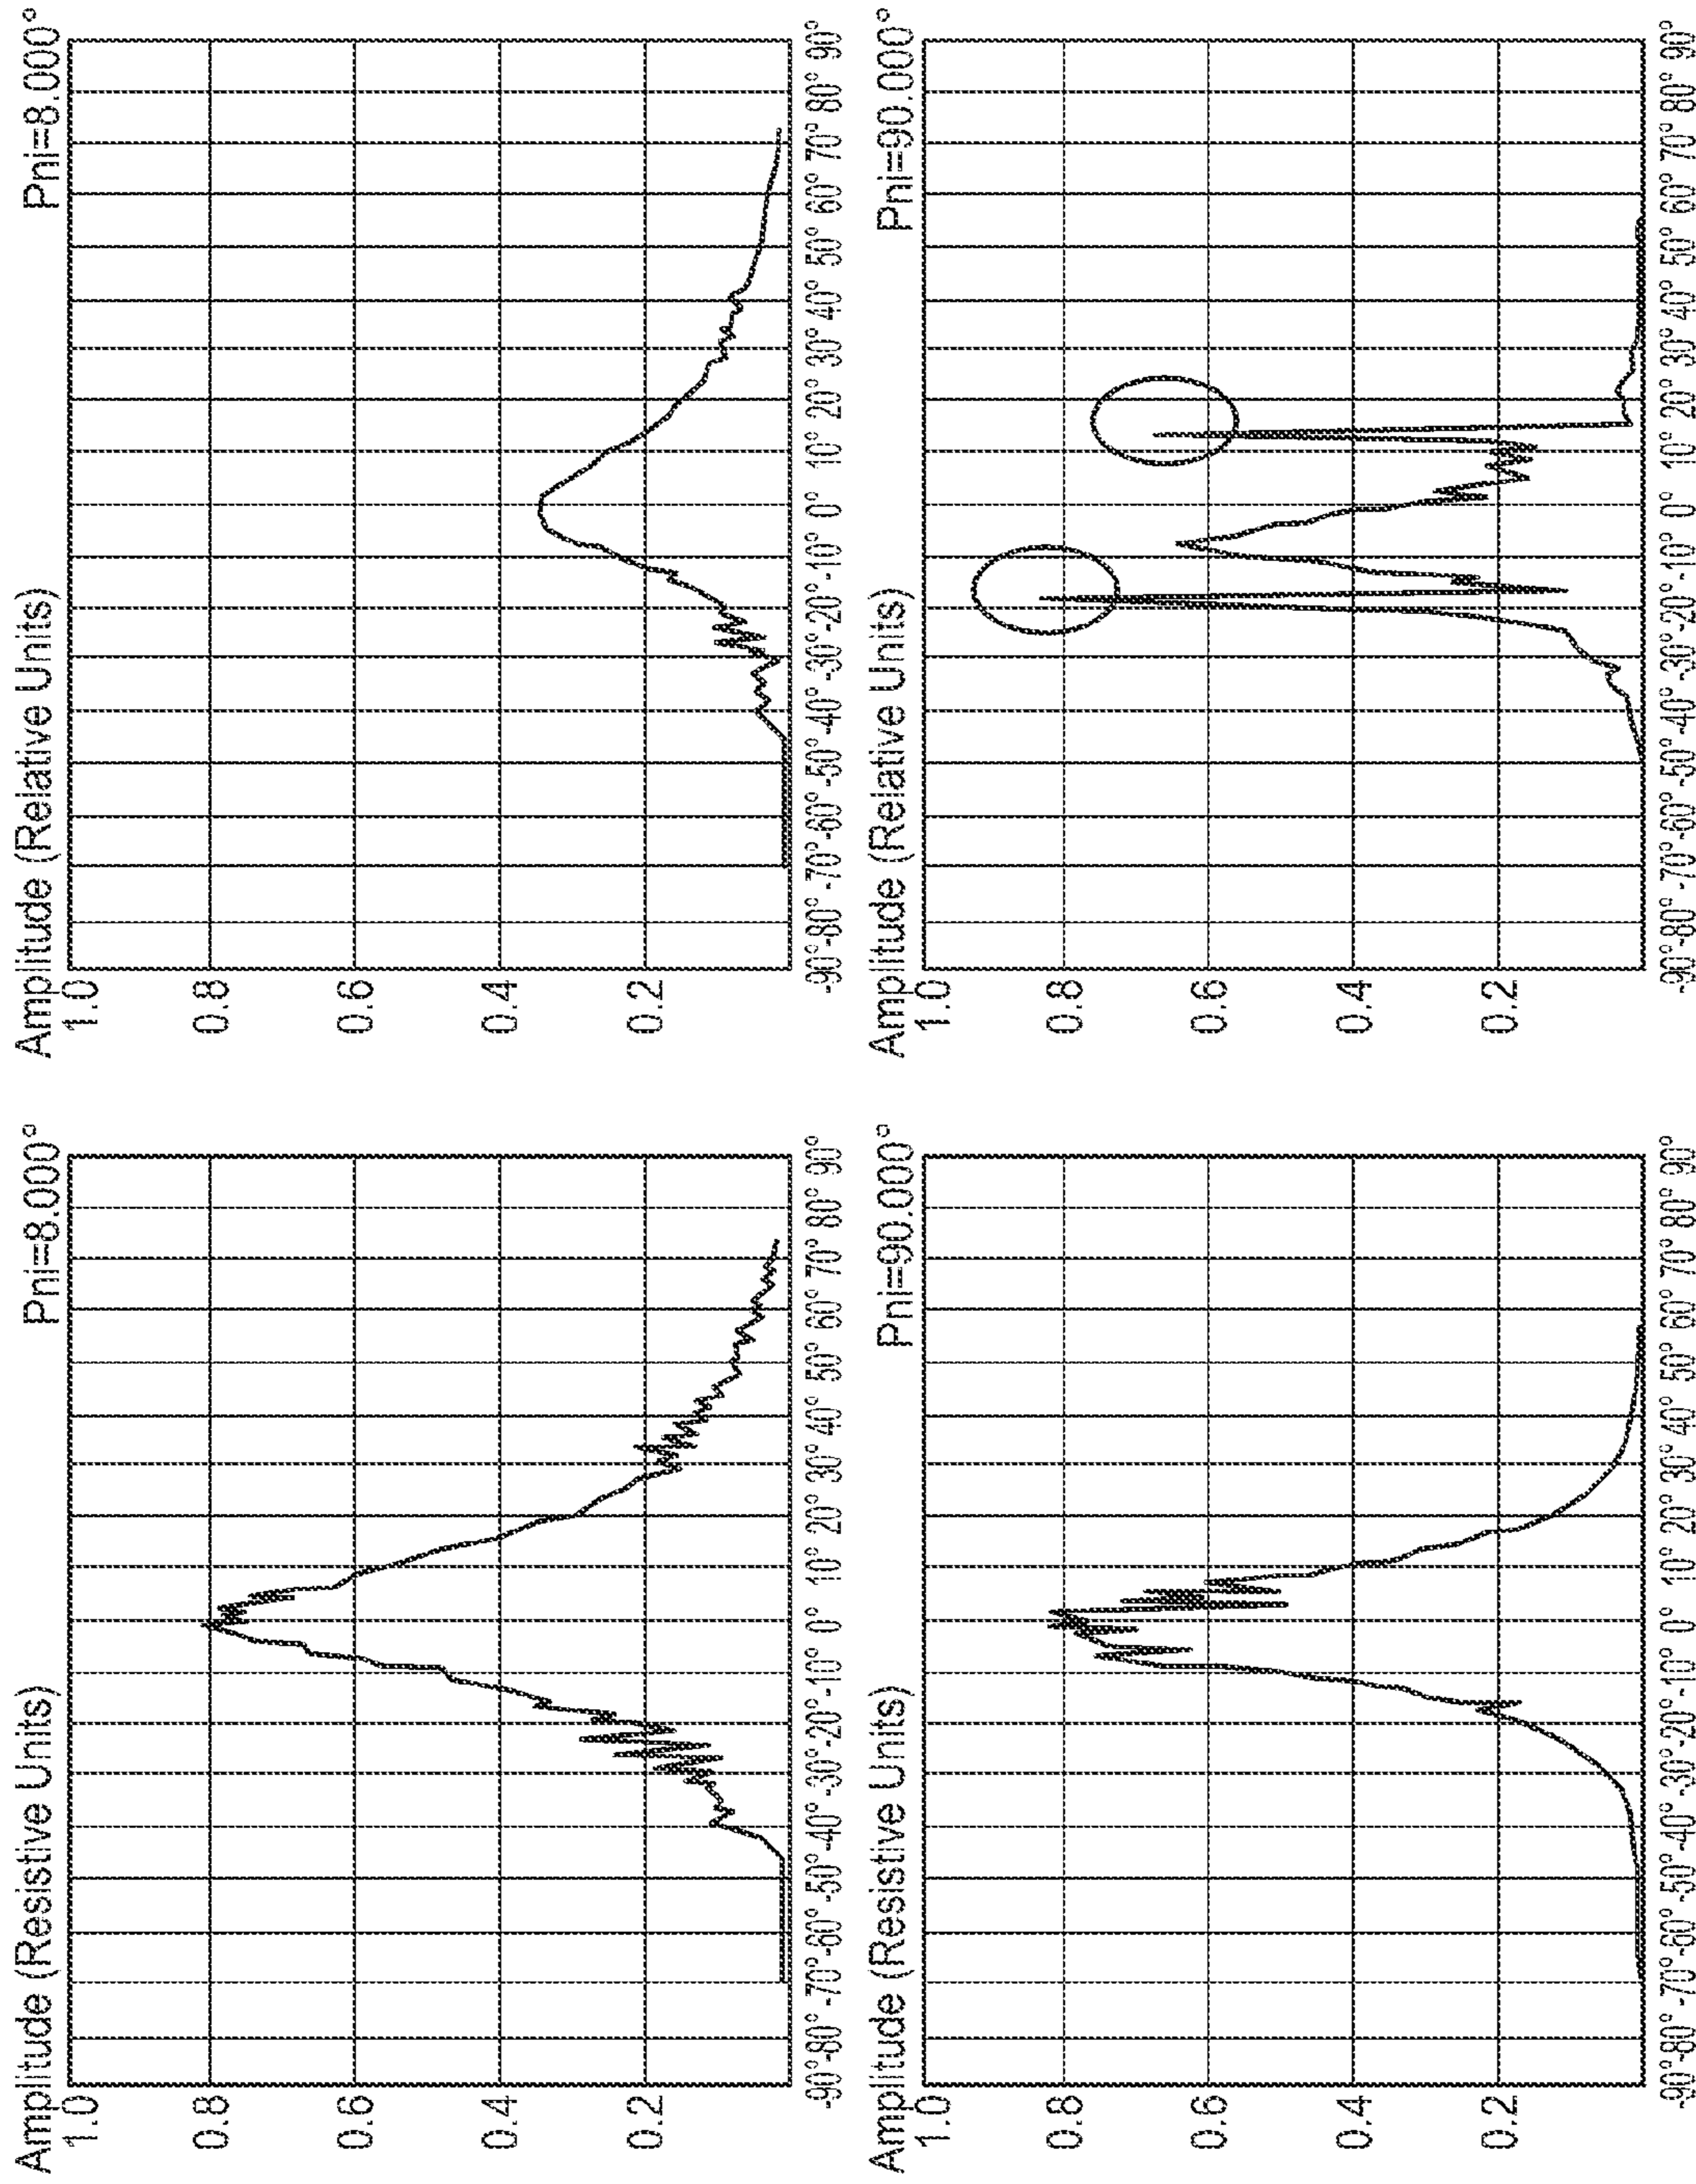 Amplitude (Resistive Units) Pni=8.000°
1.0
0.8
0.6
0.4
0.2
-90°-80° -70°-60° -50°-40° -30°-20°-10° 0° 10° 20° 30° 40° 50° 60° 70° 80° 90°
Amplitude (Relative Units) Pni=8.000°
1.0
0.8
0.6
0.4
0.2
-90°-80° -70°-60° -50°-40° -30°-20°-10° 0° 10° 20° 30° 40° 50° 60° 70° 80° 90°
Amplitude (Resistive Units) Pni=90.000°
1.0
0.8
0.6
0.4
0.2
-90°-80° -70°-60° -50°-40° -30°-20°-10° 0° 10° 20° 30° 40° 50° 60° 70° 80° 90°
Amplitude (Relative Units) Pni=90.000°
1.0
0.8
0.6
0.4
0.2
-90°-80° -70°-60° -50°-40° -30°-20°-10° 0° 10° 20° 30° 40° 50° 60° 70° 80° 90°